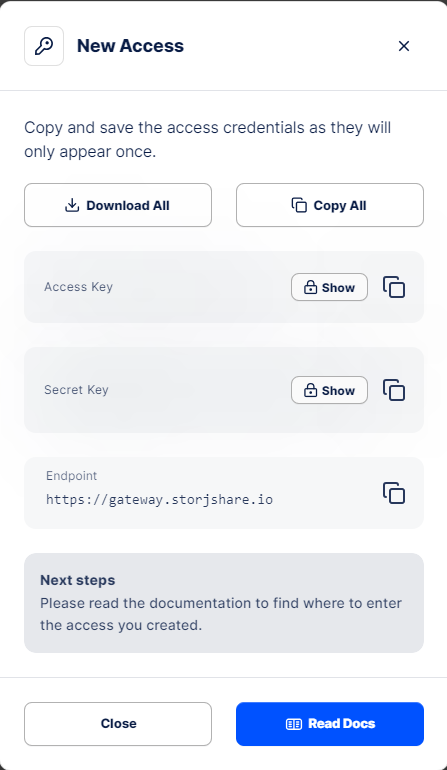 New Access
Copy and save the access credentials as they will
only appear once.
Download All
Copy All
Access Key
Show
Secret Key
Show
Endpoint
https://gateway.storjshare.io
Next steps
Please read the documentation to find where to enter
the access you created.
Close
Read Docs